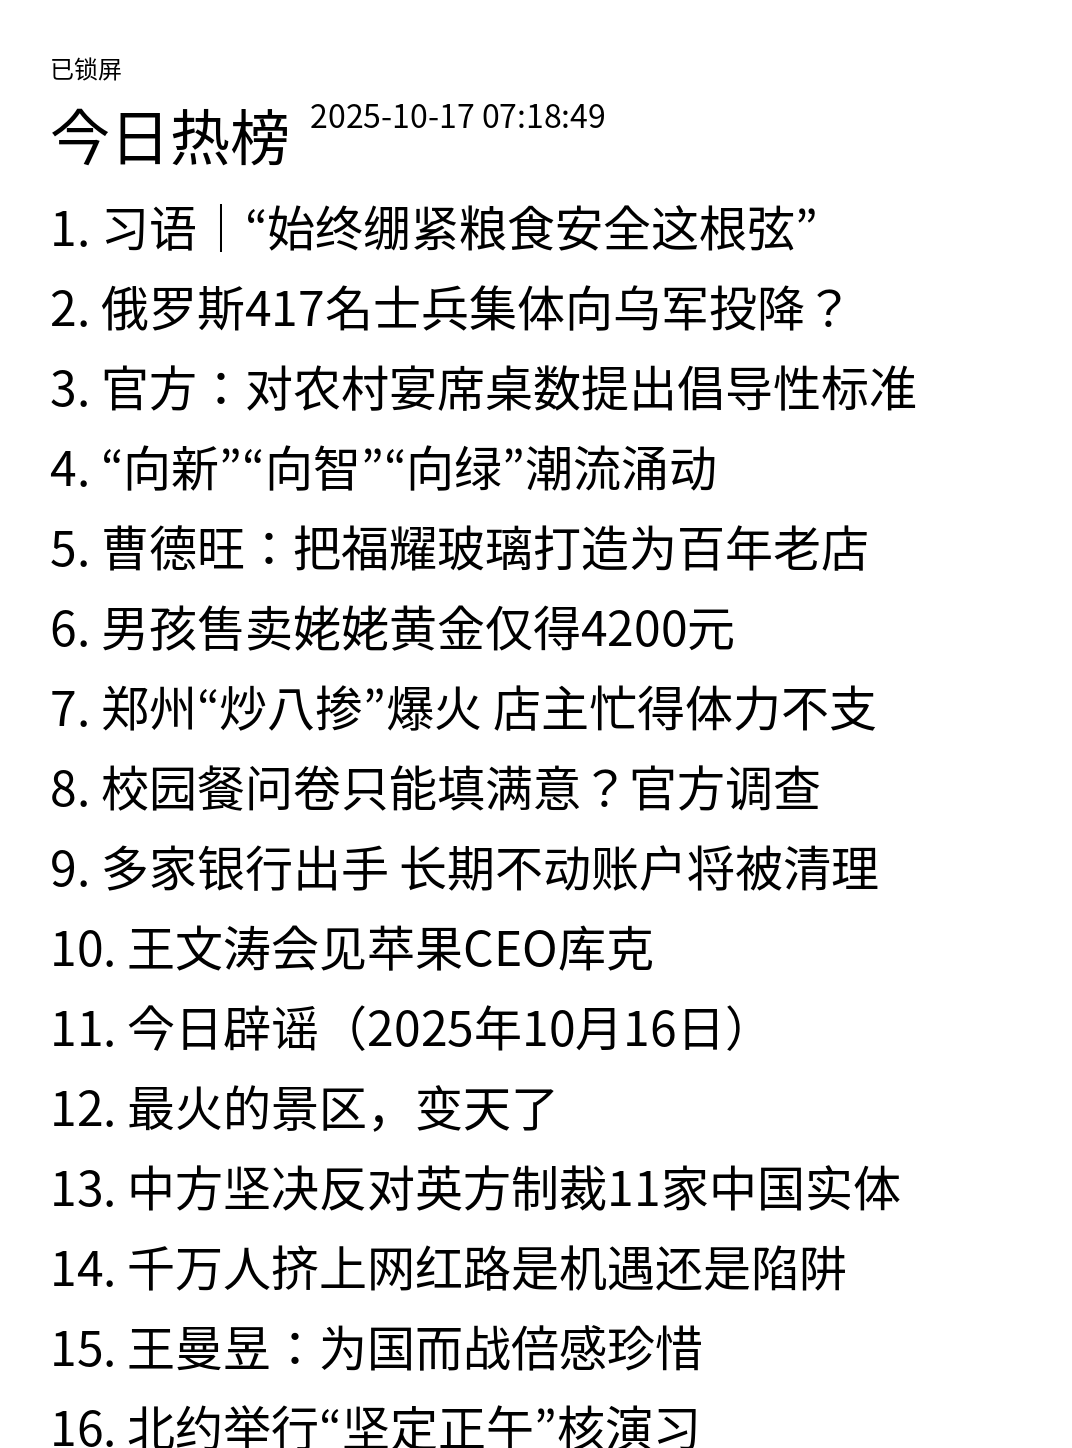 已锁屏
今日热榜 2025-10-17 07:18:49
1. 习语｜“始终绷紧粮食安全这根弦”
2. 俄罗斯417名士兵集体向乌军投降？
3. 官方：对农村宴席桌数提出倡导性标准
4. “向新”“向智”“向绿”潮流涌动
5. 曹德旺：把福耀玻璃打造为百年老店
6. 男孩售卖姥姥黄金仅得4200元
7. 郑州“炒八掺”爆火 店主忙得体力不支
8. 校园餐问卷只能填满意？官方调查
9. 多家银行出手 长期不动账户将被清理
10. 王文涛会见苹果CEO库克
11. 今日辟谣（2025年10月16日）
12. 最火的景区，变天了
13. 中方坚决反对英方制裁11家中国实体
14. 千万人挤上网红路是机遇还是陷阱
15. 王曼昱：为国而战倍感珍惜
16. 北约举行“坚定正午”核演习